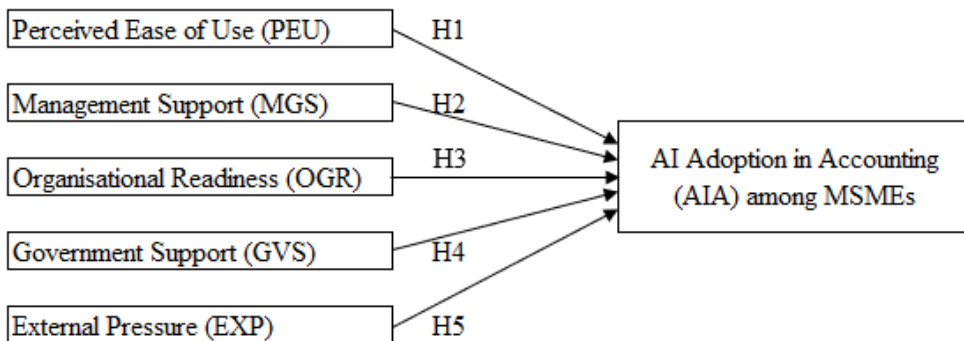 Perceived Ease of Use (PEU)
H1
Management Support (MGS)
H2
Organisational Readiness (OGR)
H3
AI Adoption in Accounting
(AIA) among MSMEs
Government Support (GVS)
H4
External Pressure (EXP)
H5